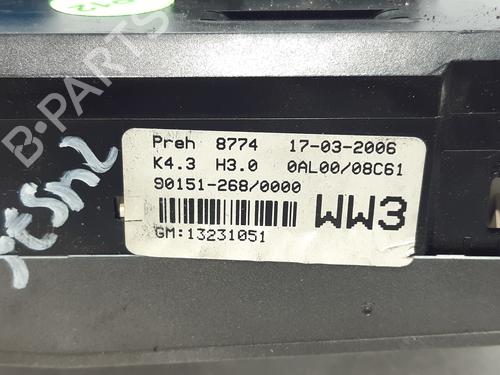 Preh 8774 17-03-2006
K4.3 H3.0 0AL00/08C61
90151-268/0000
WW3
GM:13231051
B-PARTS